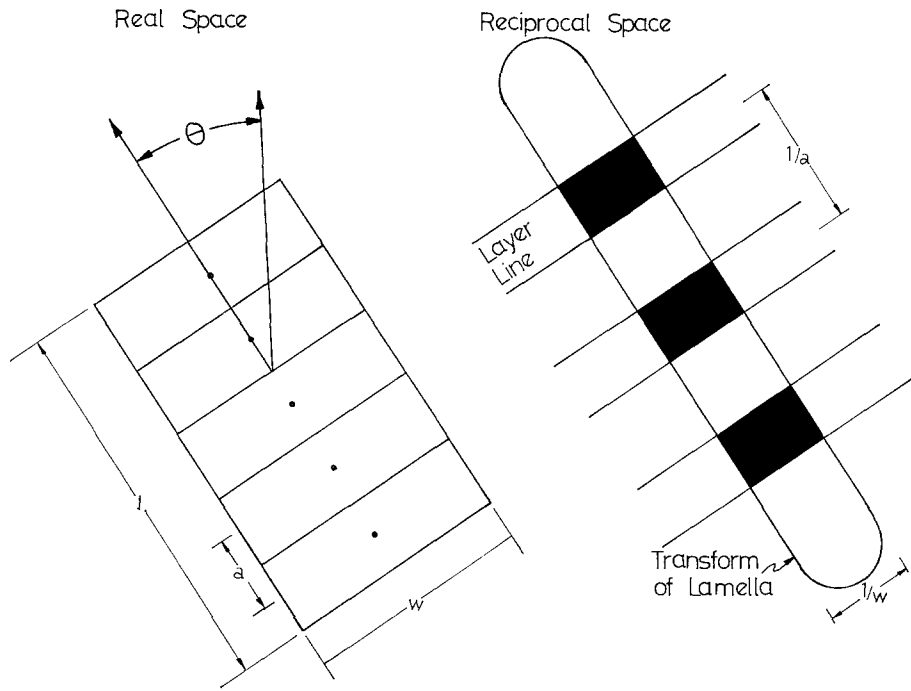 Real Space
Reciprocal Space
θ
l
a
w
1/a
Layer
Line
Transform
of Lamella
1/w